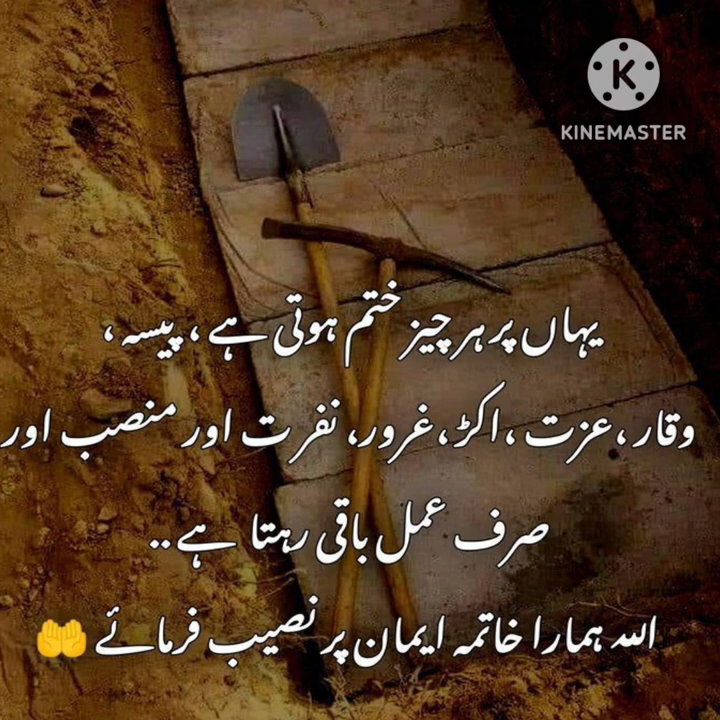 KINEMASTER
یہاں پر ہر چیز ختم ہوتی ہے، پیسہ،
وقار، عزت، اکڑ، غرور، نفرت اور منصب اور
صرف عمل باقی رہتا ہے..
اللہ ہمارا خاتمہ ایمان پر نصیب فرمائے 🤲